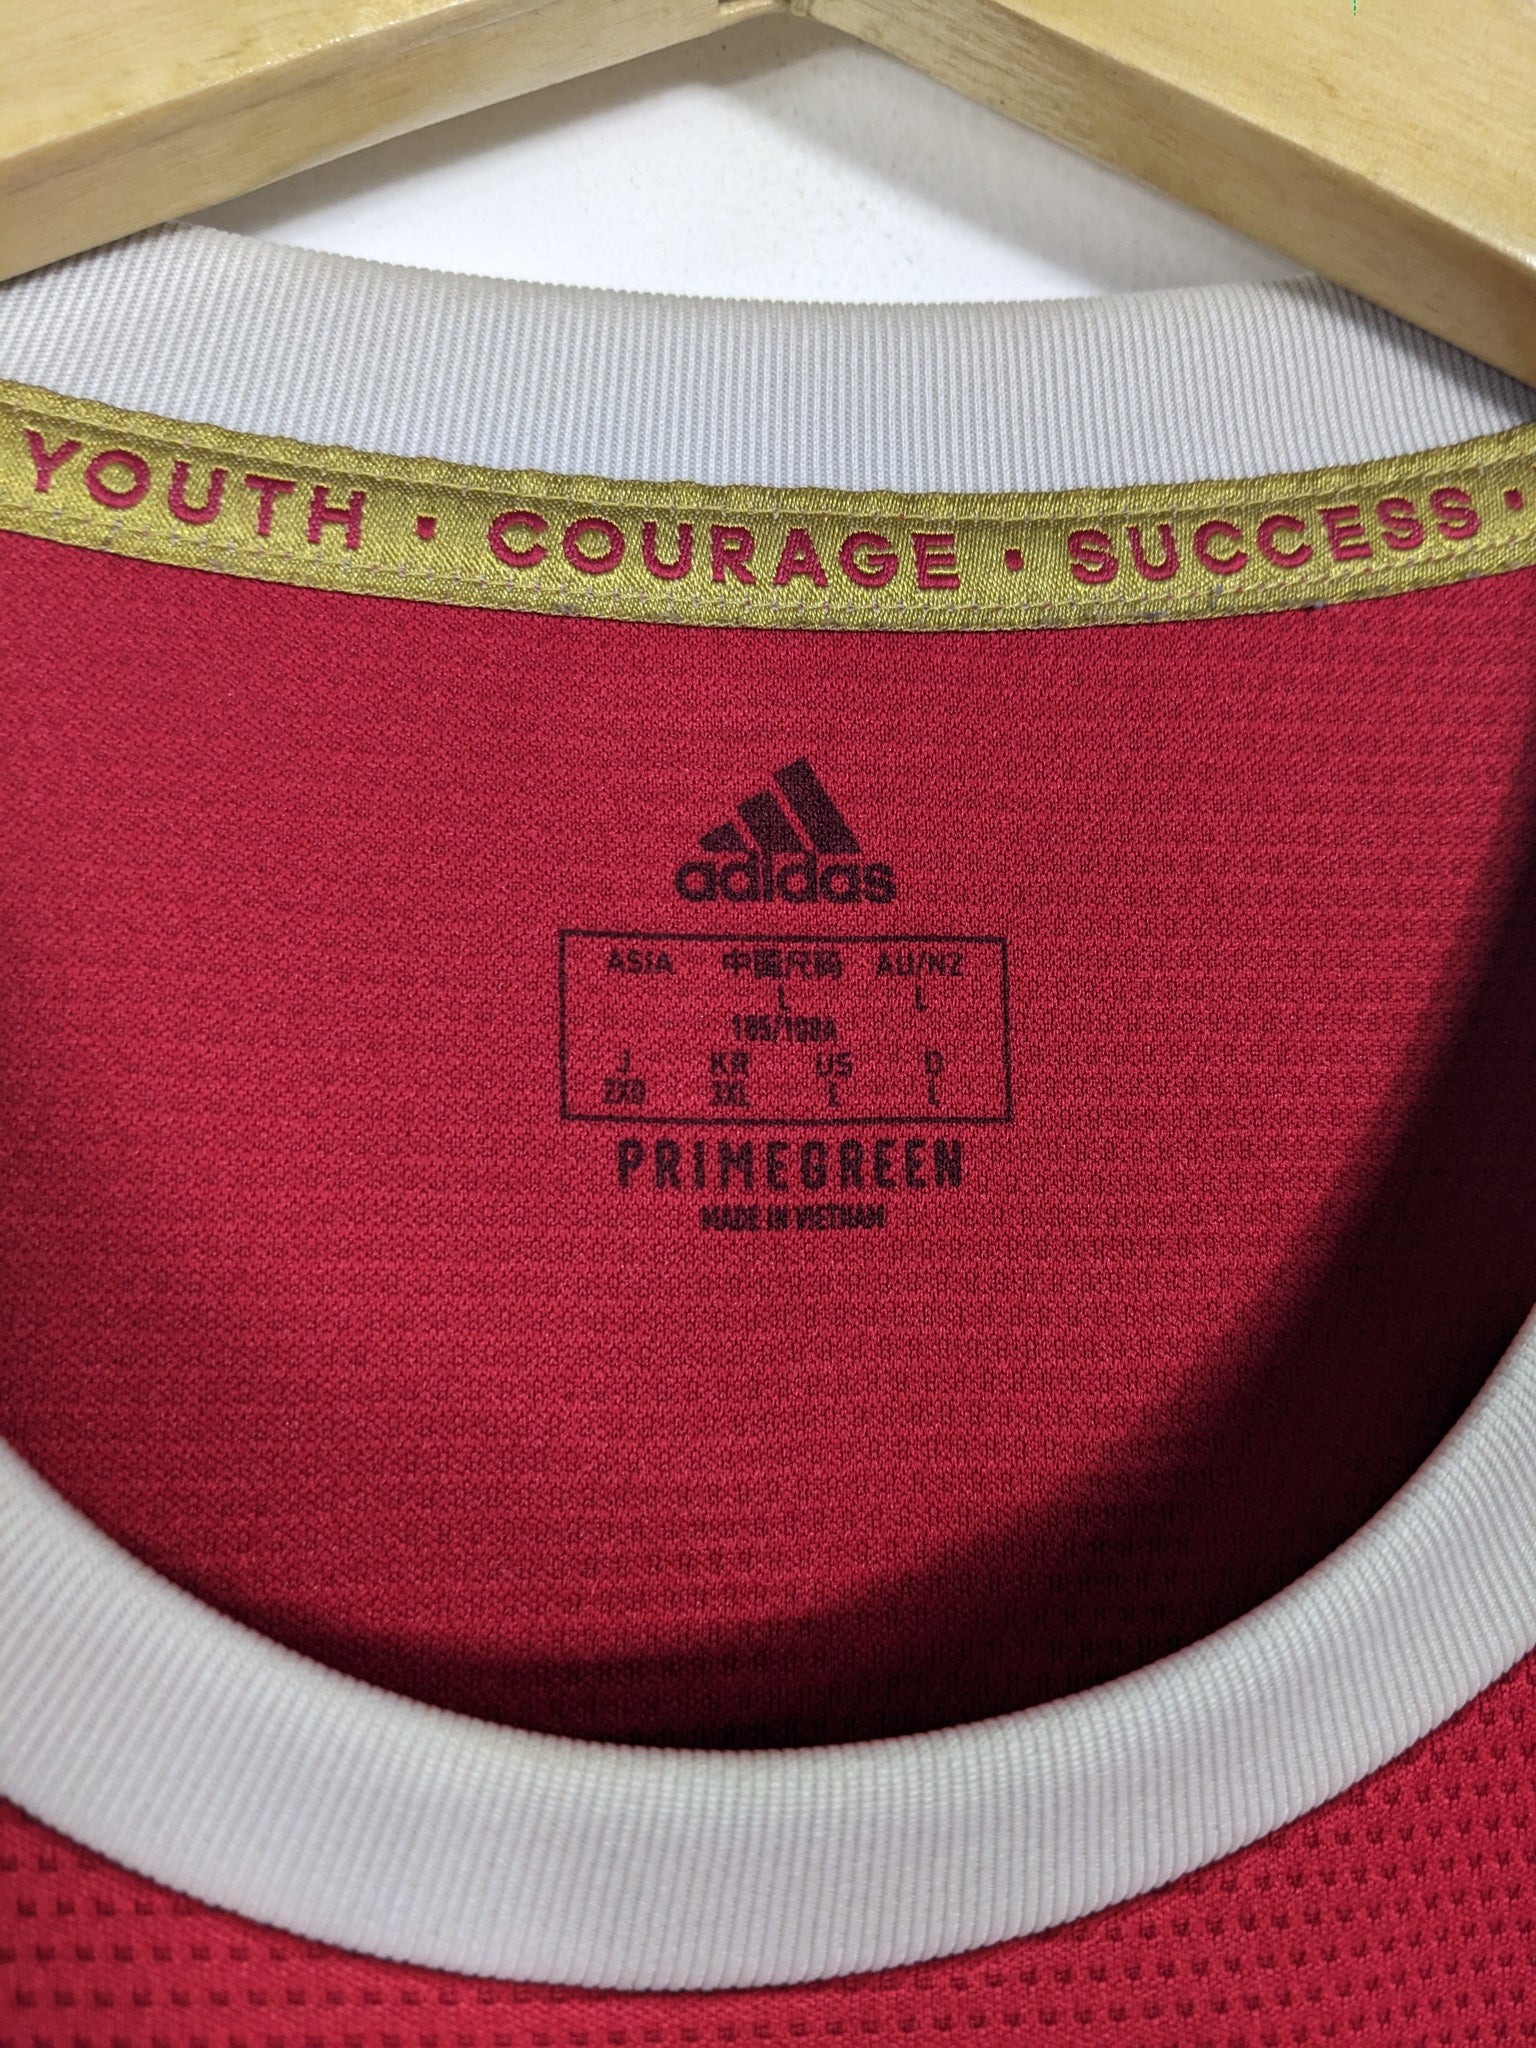 YOUTH · COURAGE · SUCCESS ·
adidas
ASIA 中国尺码 AU/NZ
L L
185/108A
J KR US D
2XO 3XL L L
PRIMEGREEN
MADE IN VIETNAM